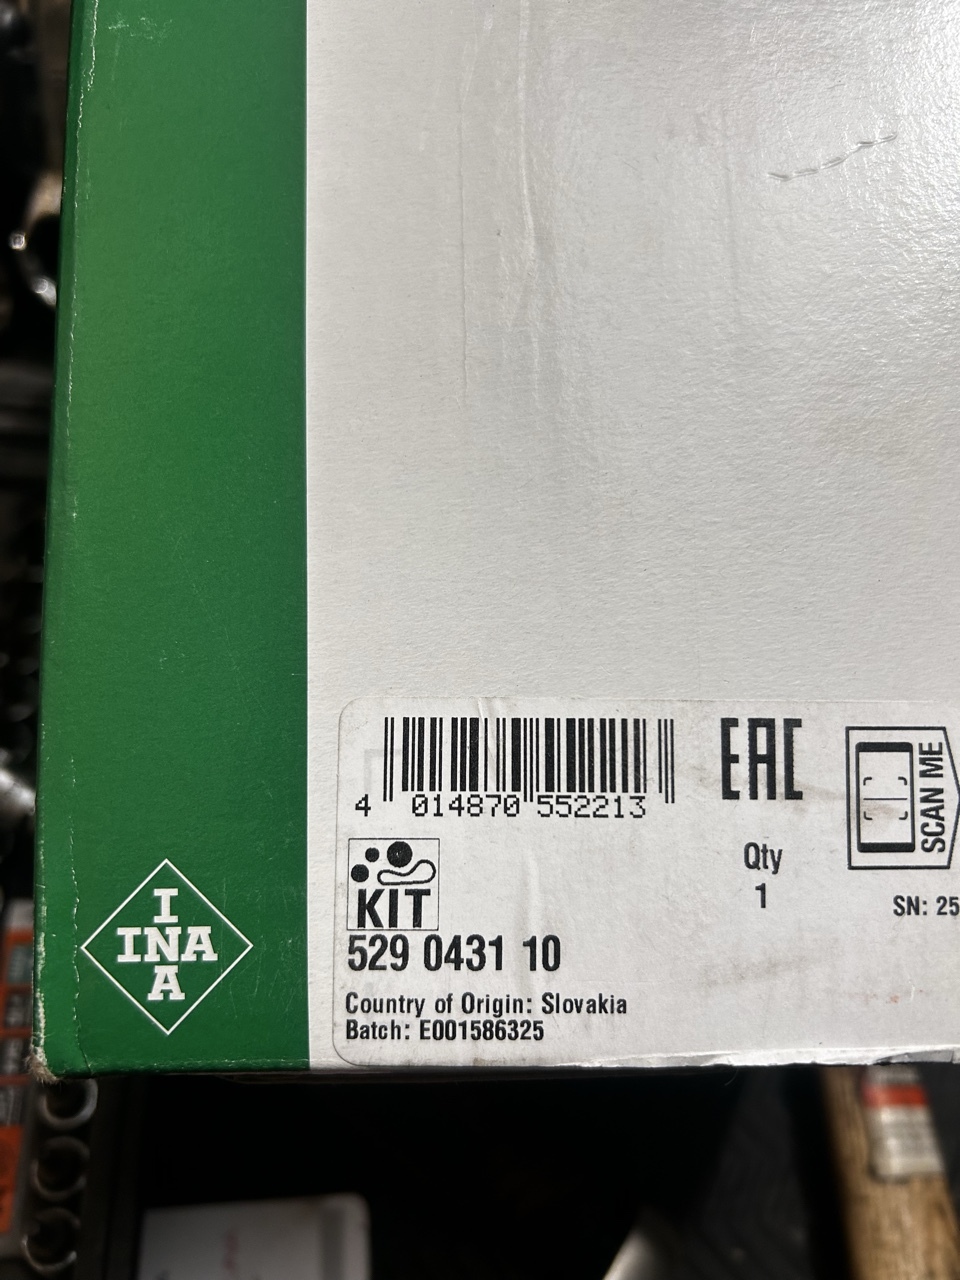 4 014870 552213
EAC
SCAN ME
KIT
Qty
1
SN: 25
529 0431 10
Country of Origin: Slovakia
Batch: E001586325
I
INA
A